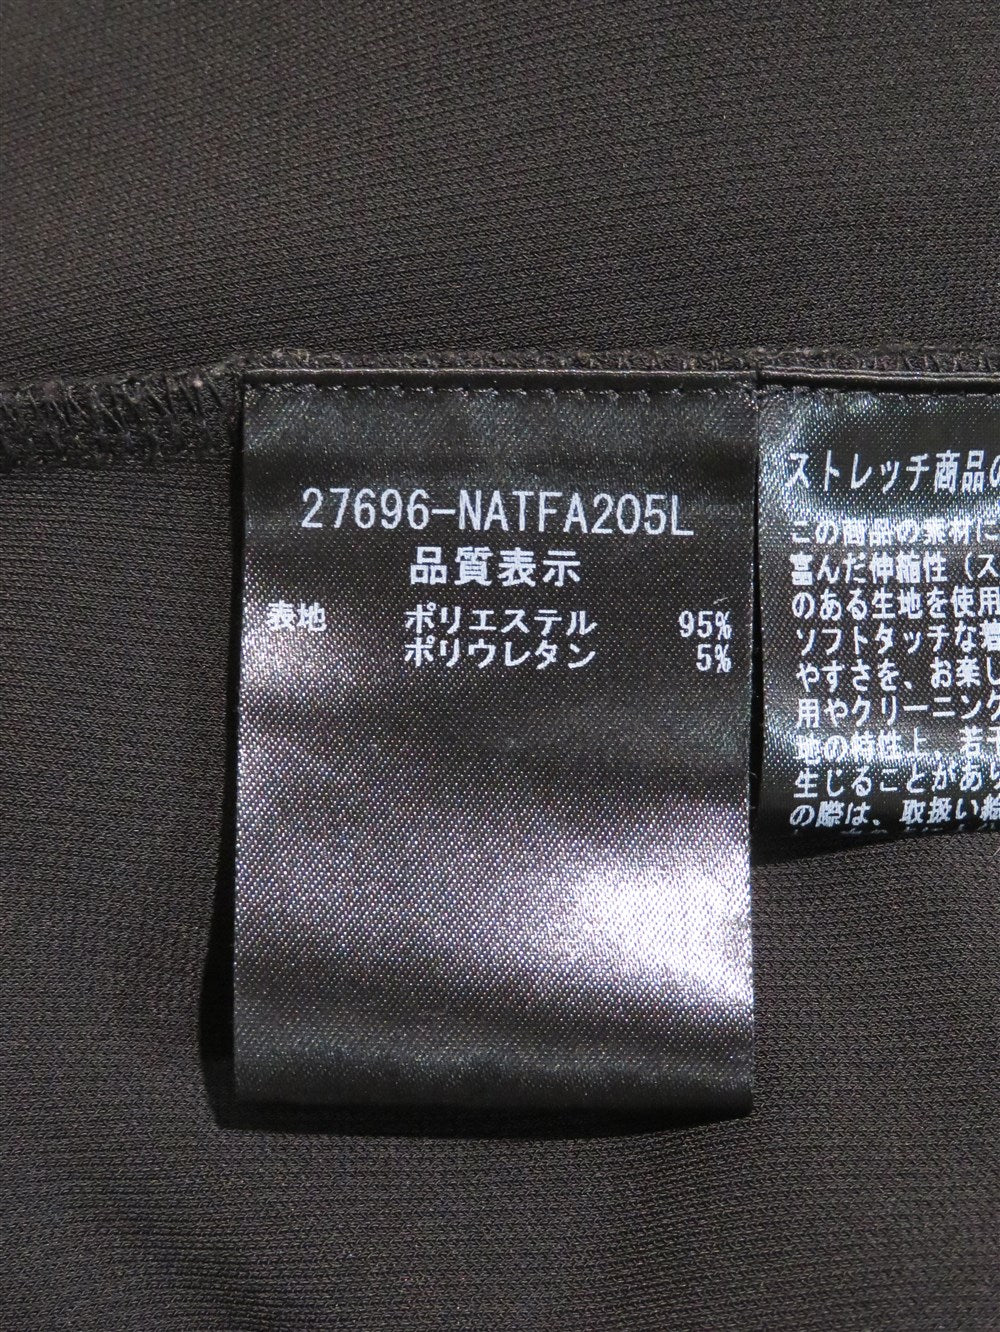 27696-NATFA205L
品質表示
表地 ポリエステル 95%
ポリウレタン 5%
ストレッチ商品の
この商品の素材に
富んだ伸縮性（ス
のある生地を使用
ソフトタッチな着
やすさを、お楽し
用やクリーニング
地の特性上、若干
生じることがあら
の際は、取扱い絵